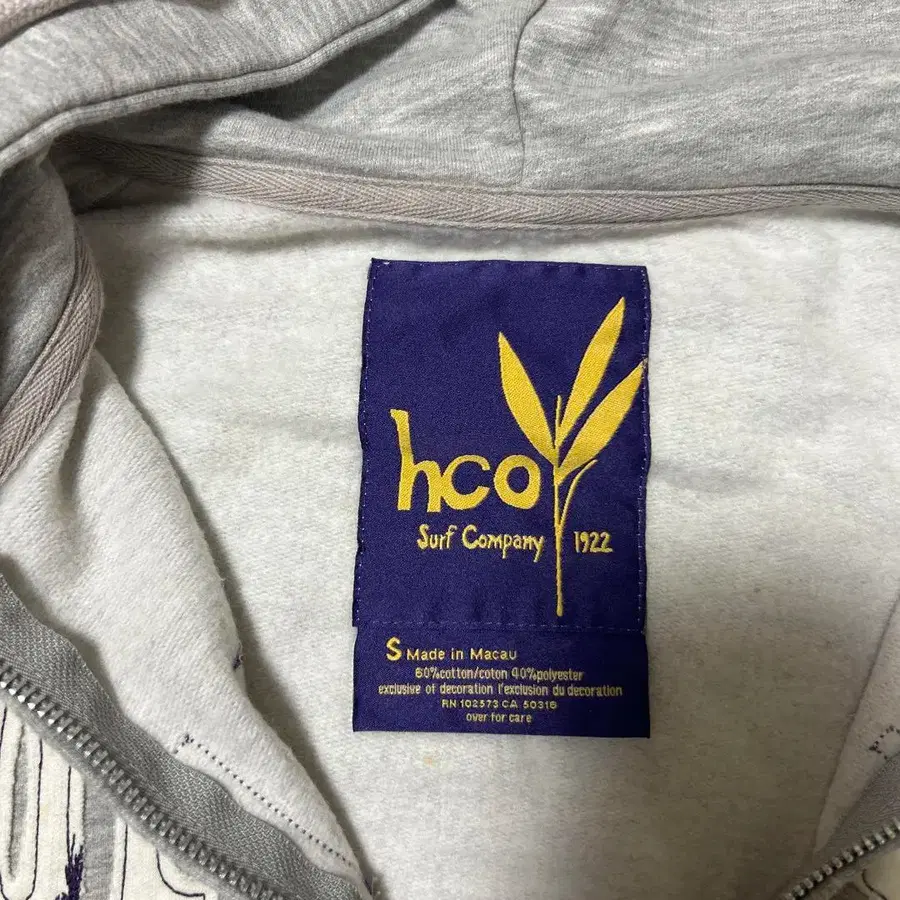 hco
Surf Company 1922
S Made in Macau
60%cotton/coton 40%polyester
exclusive of decoration l'exclusion du decoration
RN 102573 CA 50316
over for care